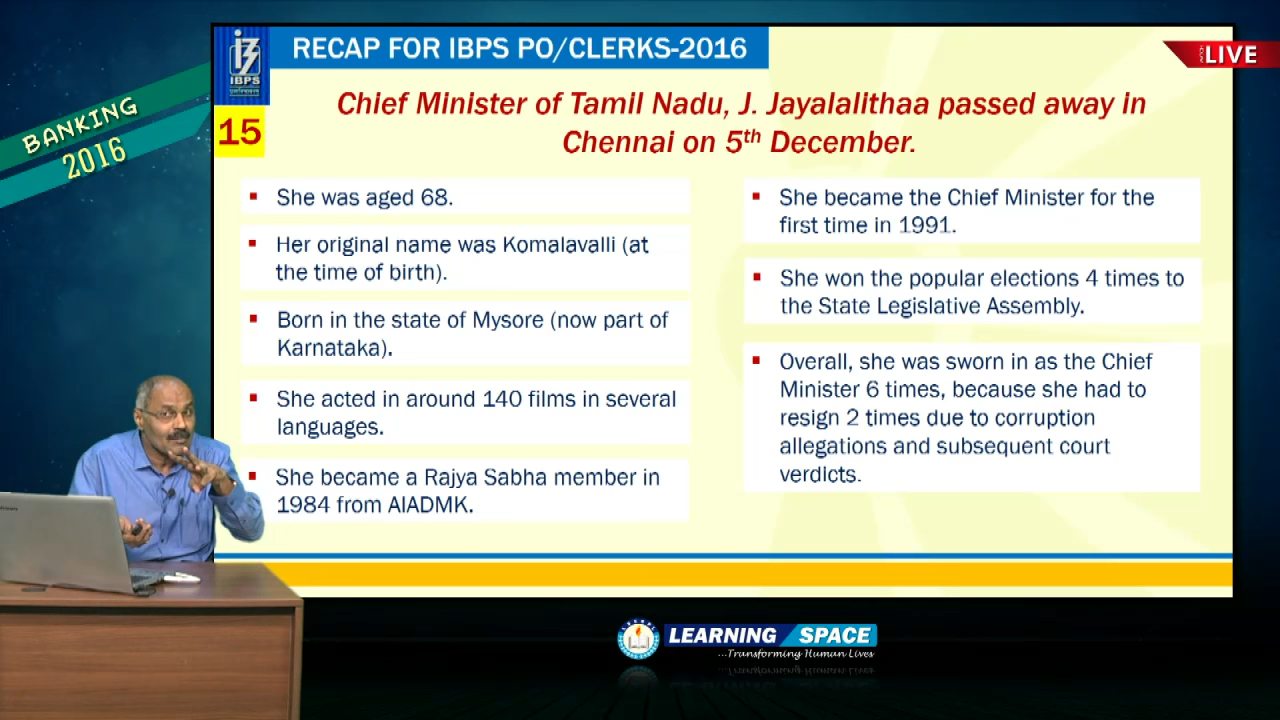 RECAP FOR IBPS PO/CLERKS-2016
IBPS
LIVE
BANKING
2016
15
Chief Minister of Tamil Nadu, J. Jayalalithaa passed away in
Chennai on 5th December.
▪ She was aged 68.
▪ Her original name was Komalavalli (at
the time of birth).
▪ Born in the state of Mysore (now part of
Karnataka).
▪ She acted in around 140 films in several
languages.
▪ She became a Rajya Sabha member in
1984 from AIADMK.
▪ She became the Chief Minister for the
first time in 1991.
▪ She won the popular elections 4 times to
the State Legislative Assembly.
▪ Overall, she was sworn in as the Chief
Minister 6 times, because she had to
resign 2 times due to corruption
allegations and subsequent court
verdicts.
LEARNING SPACE
...Transforming Human Lives